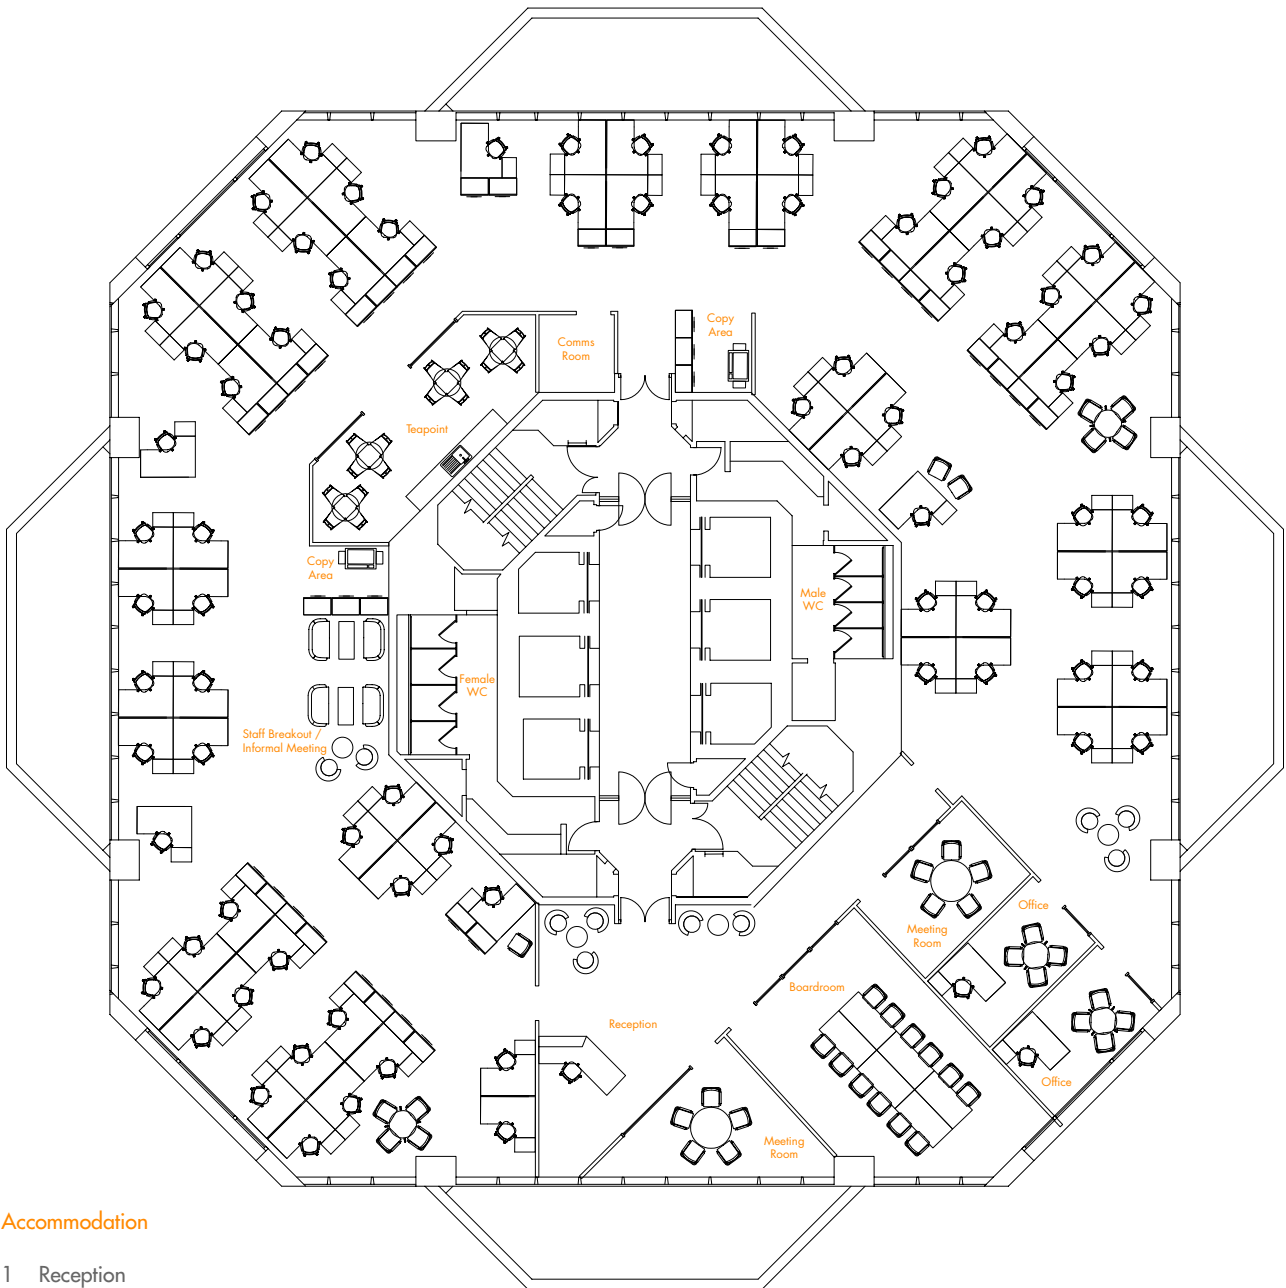 Copy
Area
Comms
Room
Teapoint
Copy
Area
Male
WC
Female
WC
Staff Breakout /
Informal Meeting
Office
Meeting
Room
Boardroom
Reception
Office
Meeting
Room
Accommodation
1 Reception